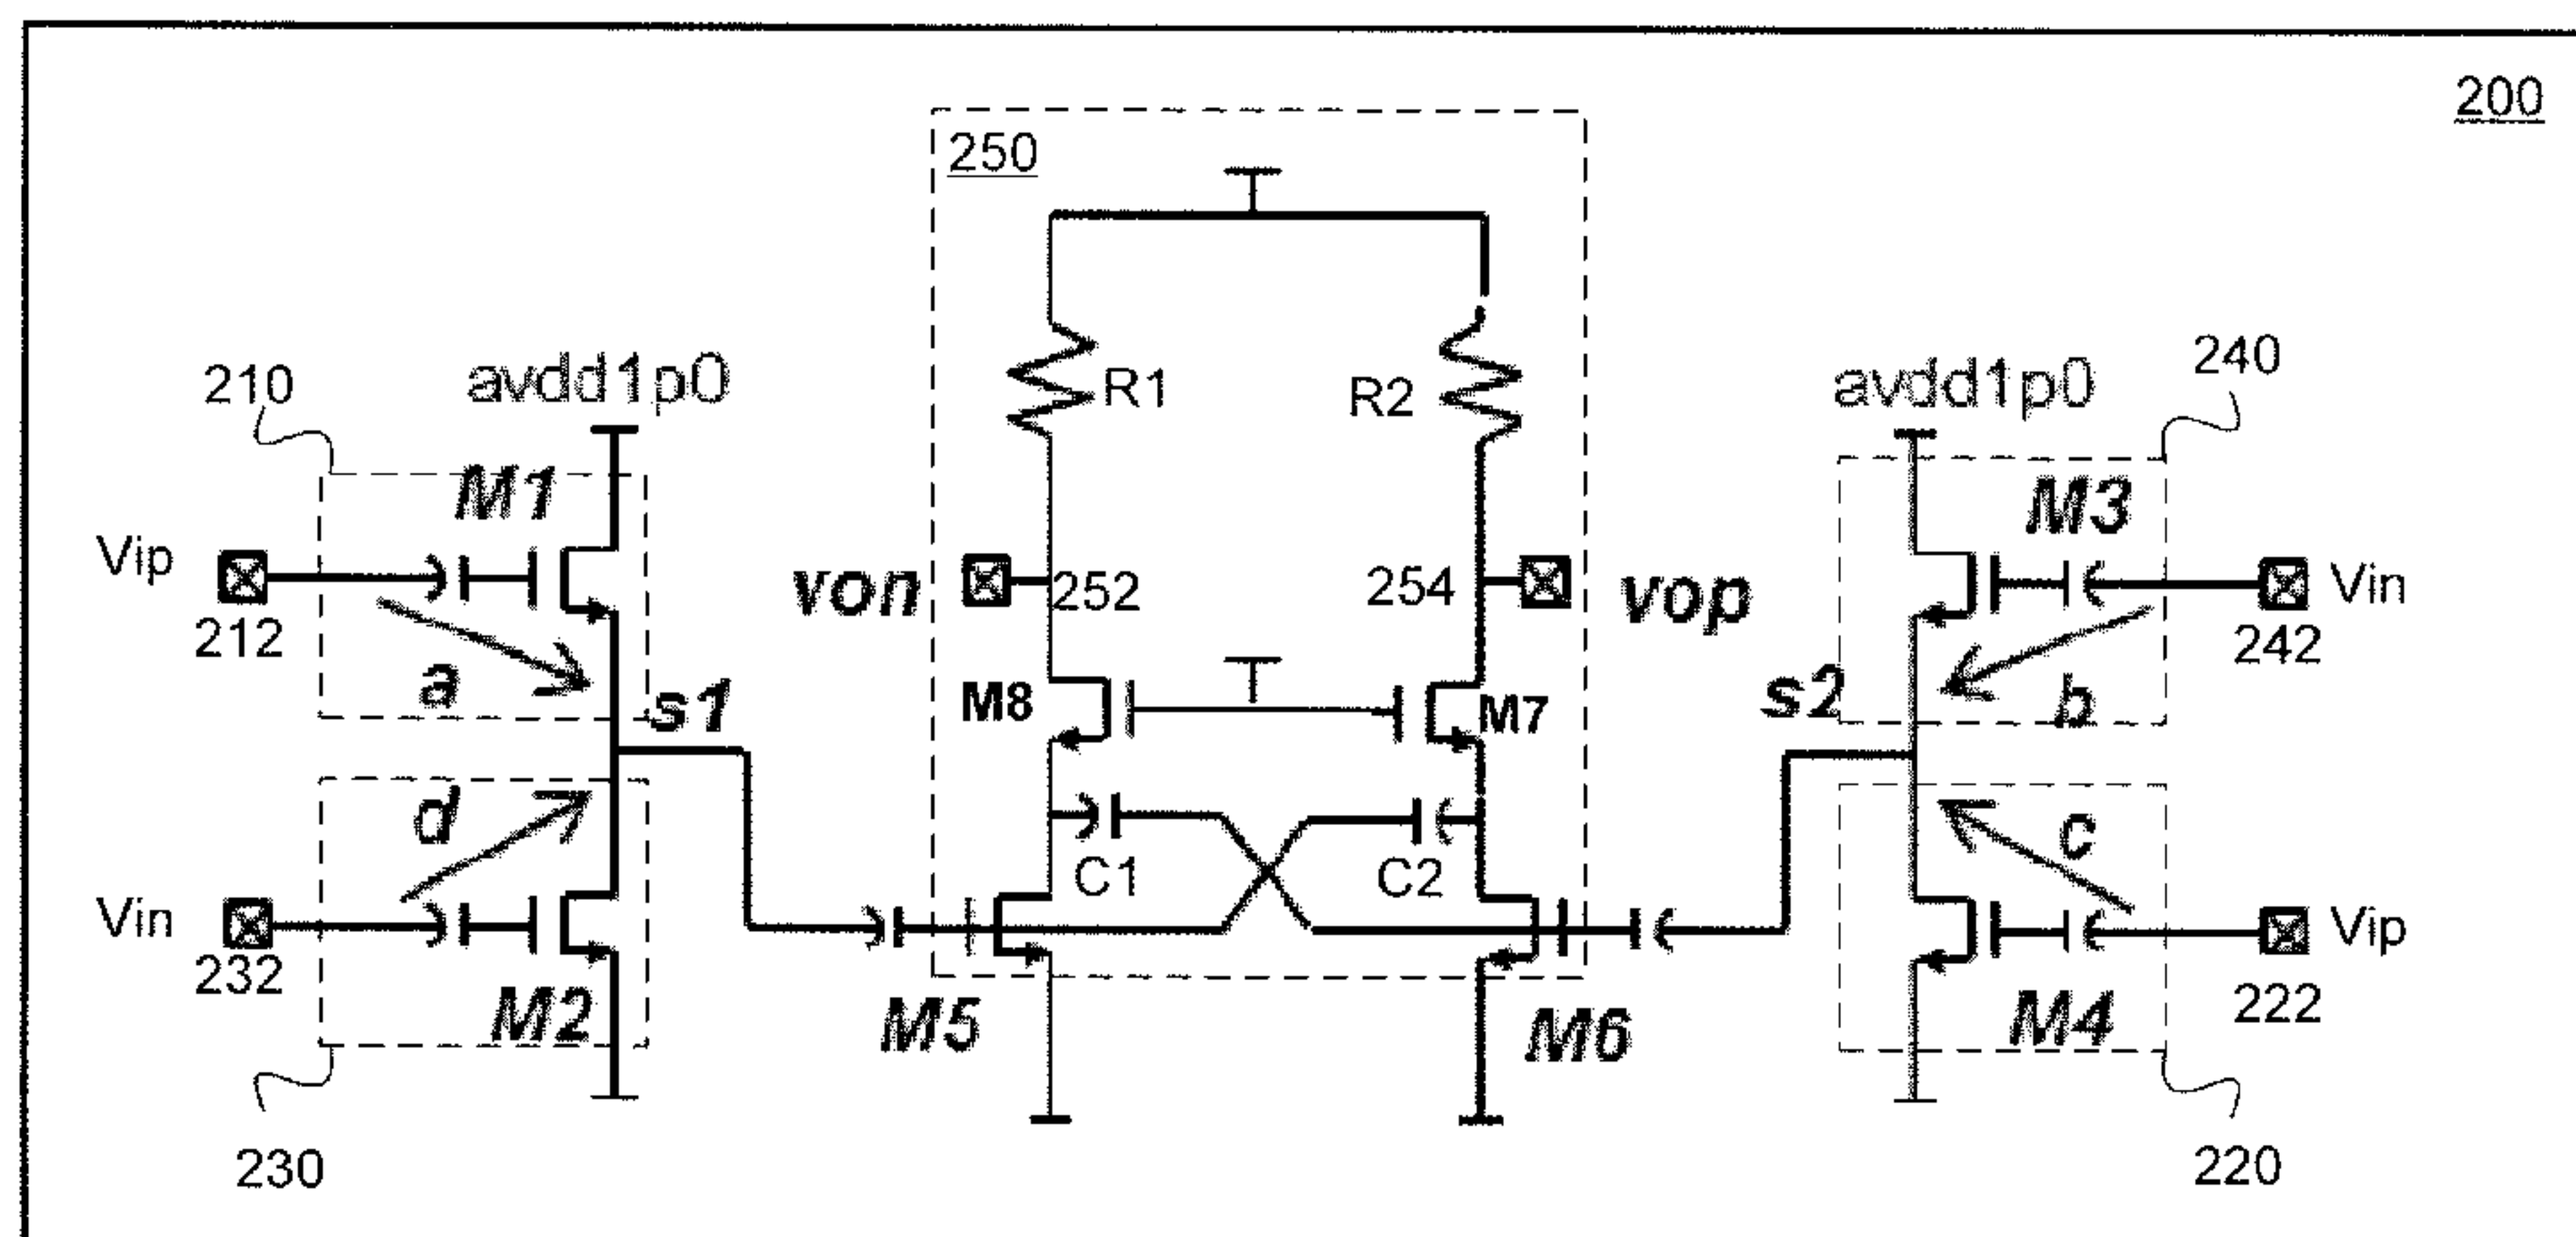 200
250
avdd1p0
avdd1p0
210
240
R1
R2
M1
M3
Vip
von
252
254
vop
Vin
212
242
a
s1
M8
M7
s2
b
d
c
C1
C2
Vin
Vip
232
222
M2
M5
M6
M4
230
220